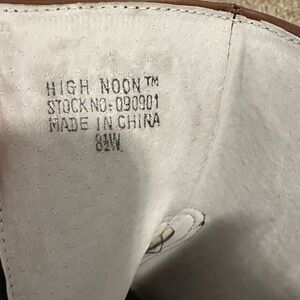 HIGH NOON™
STOCK NO: 090901
MADE IN CHINA
8½W